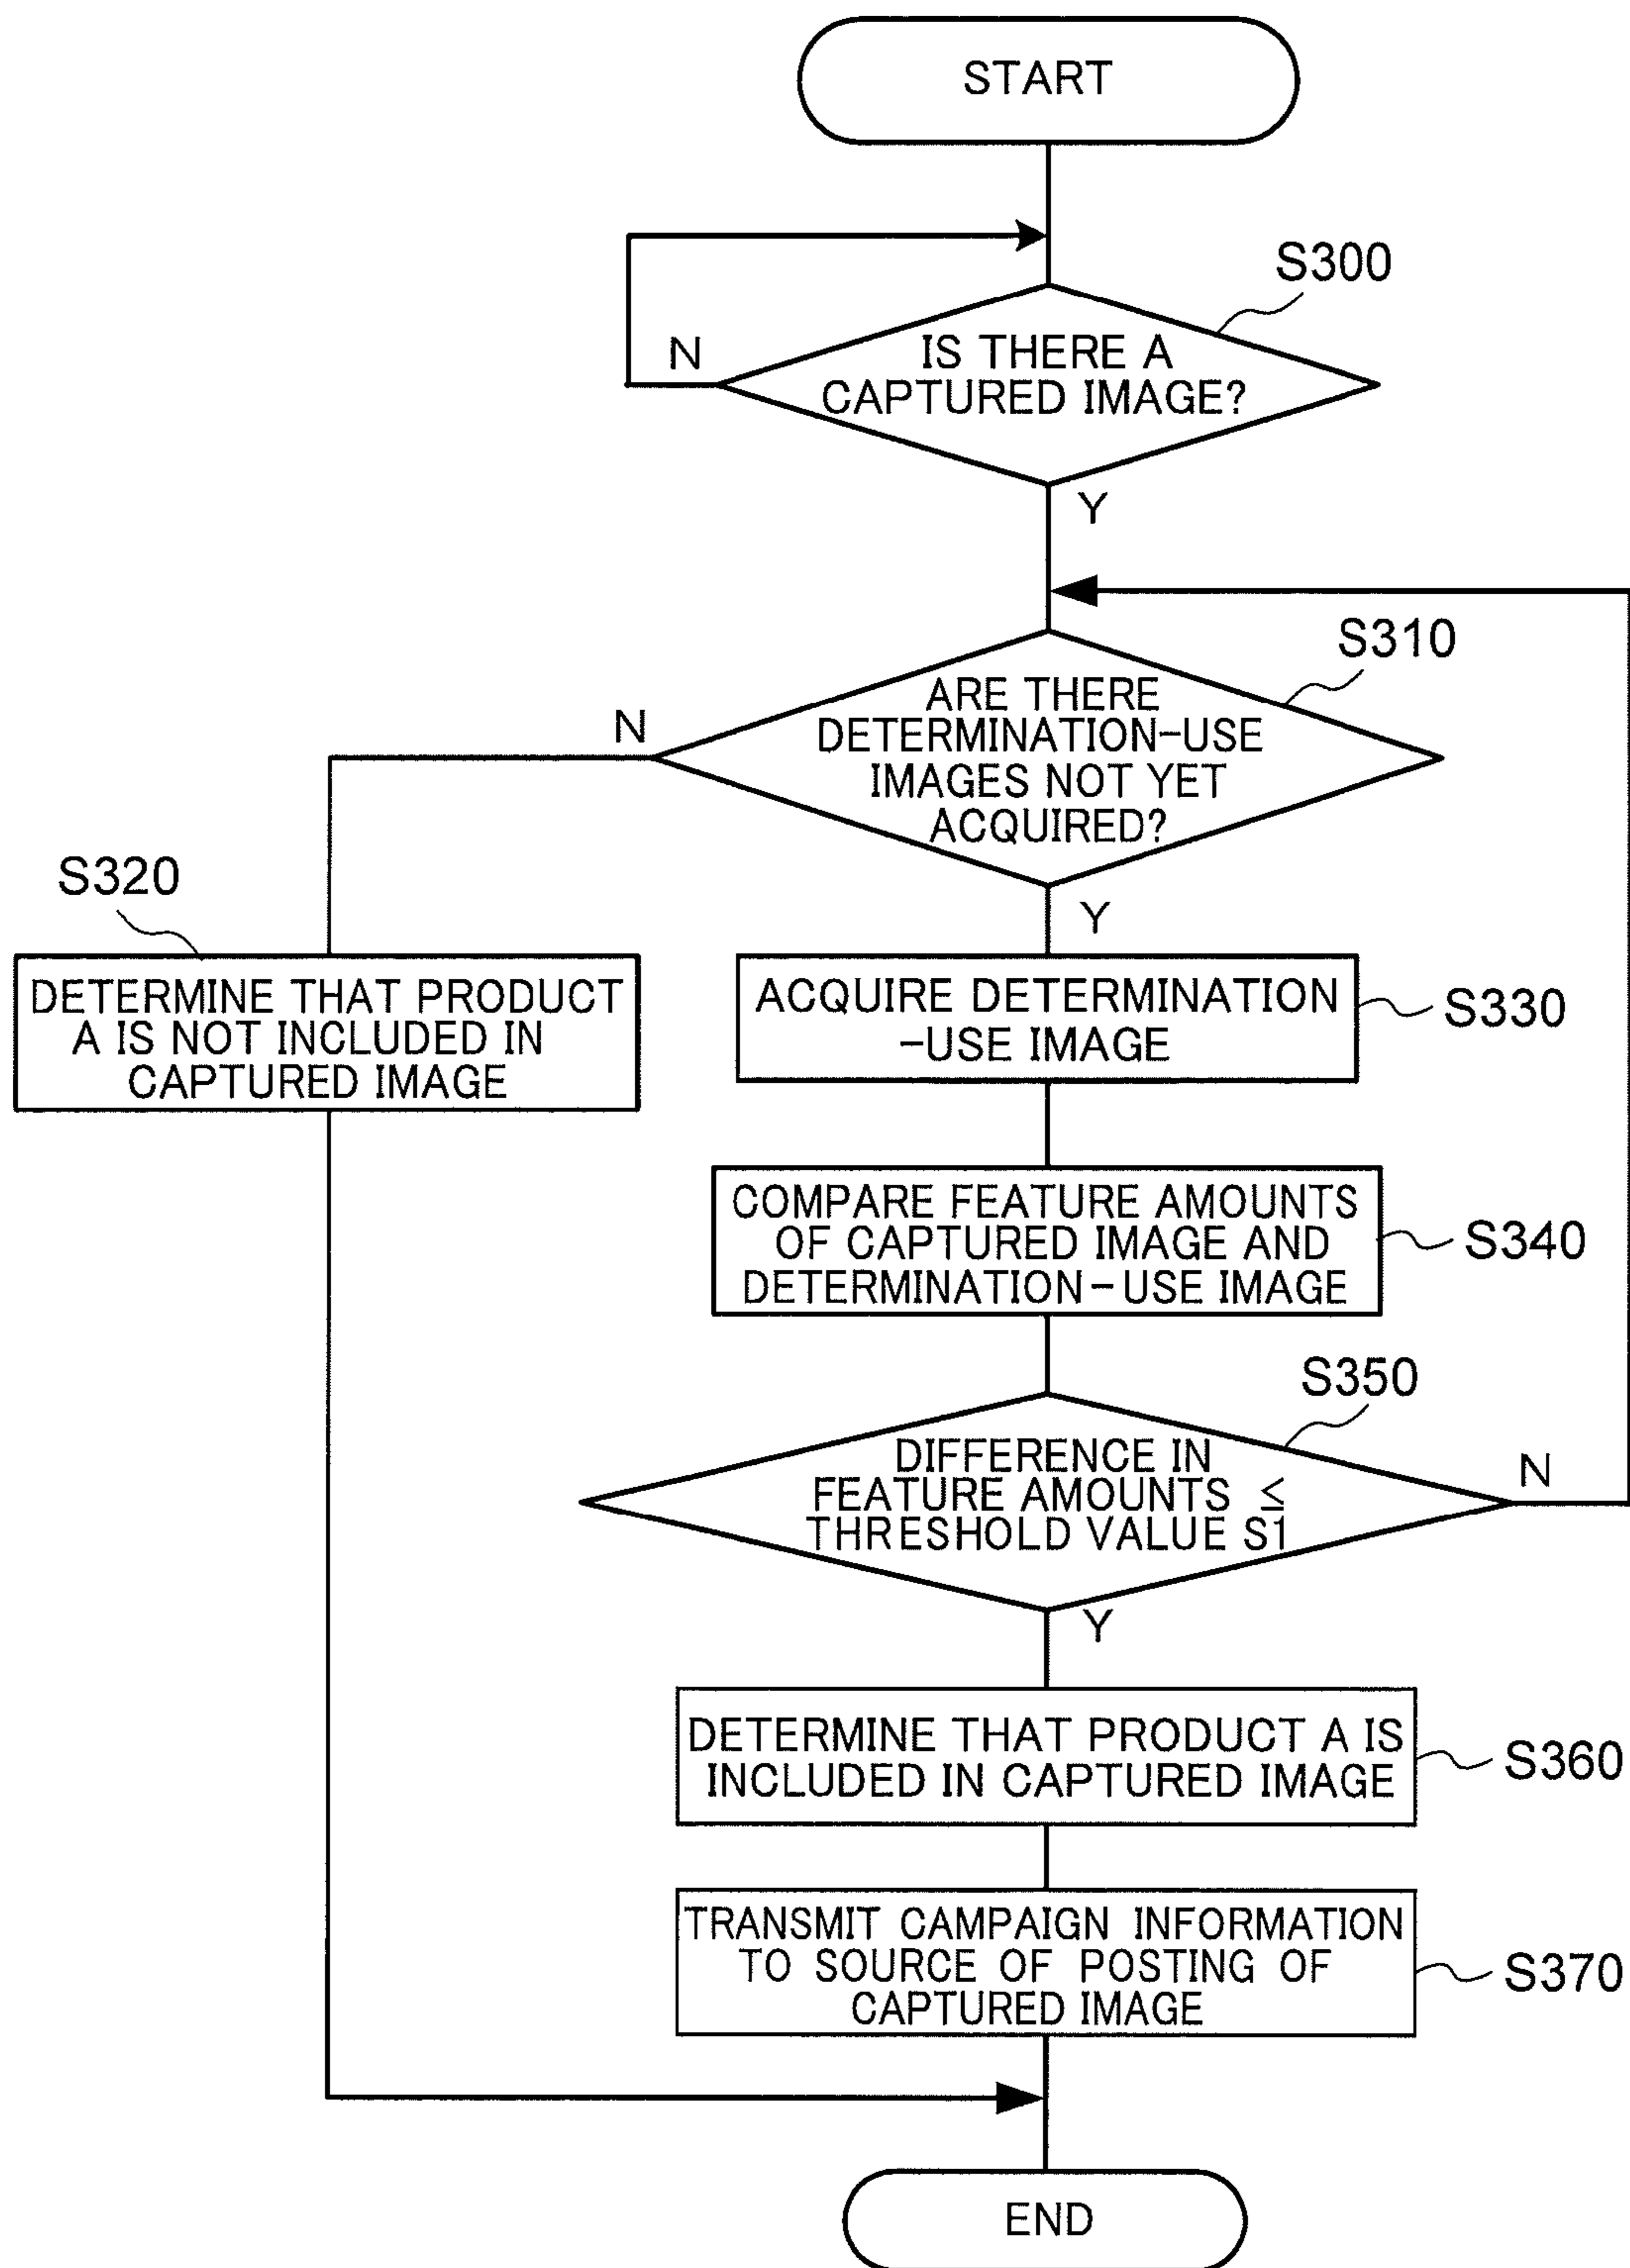 START
S300
IS THERE A
CAPTURED IMAGE?
N
Y
S310
ARE THERE
DETERMINATION-USE
IMAGES NOT YET
ACQUIRED?
N
Y
S320
DETERMINE THAT PRODUCT
A IS NOT INCLUDED IN
CAPTURED IMAGE
ACQUIRE DETERMINATION
-USE IMAGE
S330
COMPARE FEATURE AMOUNTS
OF CAPTURED IMAGE AND
DETERMINATION-USE IMAGE
S340
S350
DIFFERENCE IN
FEATURE AMOUNTS ≤
THRESHOLD VALUE S1
N
Y
DETERMINE THAT PRODUCT A IS
INCLUDED IN CAPTURED IMAGE
S360
TRANSMIT CAMPAIGN INFORMATION
TO SOURCE OF POSTING OF
CAPTURED IMAGE
S370
END